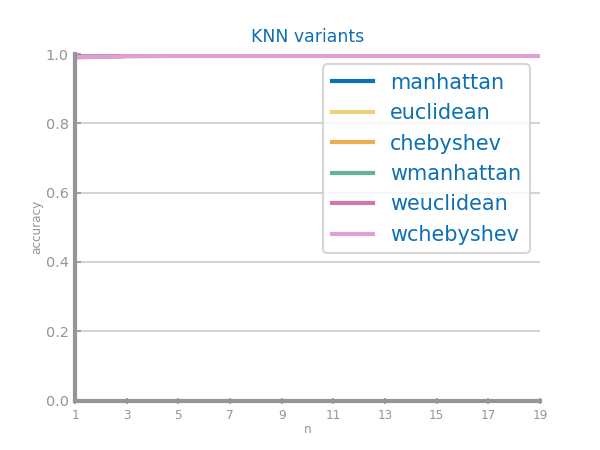 KNN variants
1.0
0.8
0.6
0.4
0.2
0.0
accuracy
manhattan
euclidean
chebyshev
wmanhattan
weuclidean
wchebyshev
1 3 5 7 9 11 13 15 17 19
n